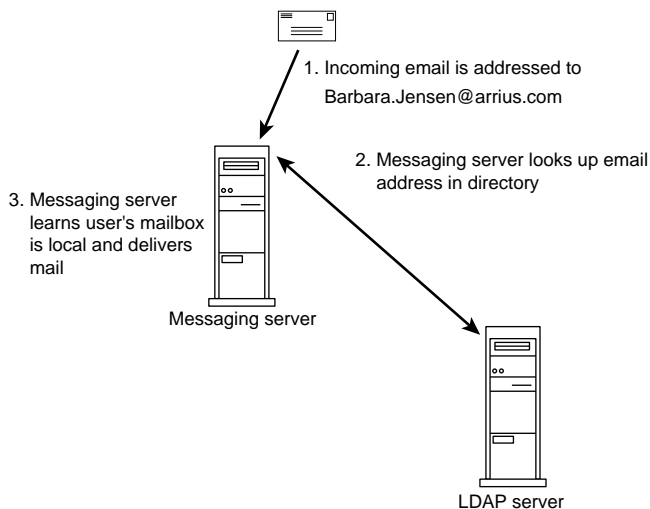 1. Incoming email is addressed to
Barbara.Jensen@arrius.com
2. Messaging server looks up email
address in directory
3. Messaging server
learns user's mailbox
is local and delivers
mail
Messaging server
LDAP server